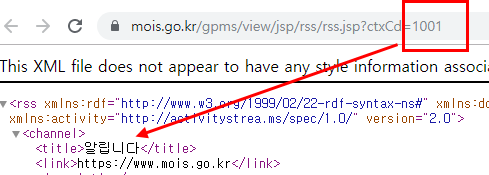 mois.go.kr/gpms/view/jsp/rss/rss.jsp?ctxCd=1001
This XML file does not appear to have any style information associa
<rss xmlns:rdf="http://www.w3.org/1999/02/22-rdf-syntax-ns#" xmlns:dc
xmlns:activity="http://activitystrea.ms/spec/1.0/" version="2.0">
▼<channel>
<title>알립니다</title>
<link>https://www.mois.go.kr</link>